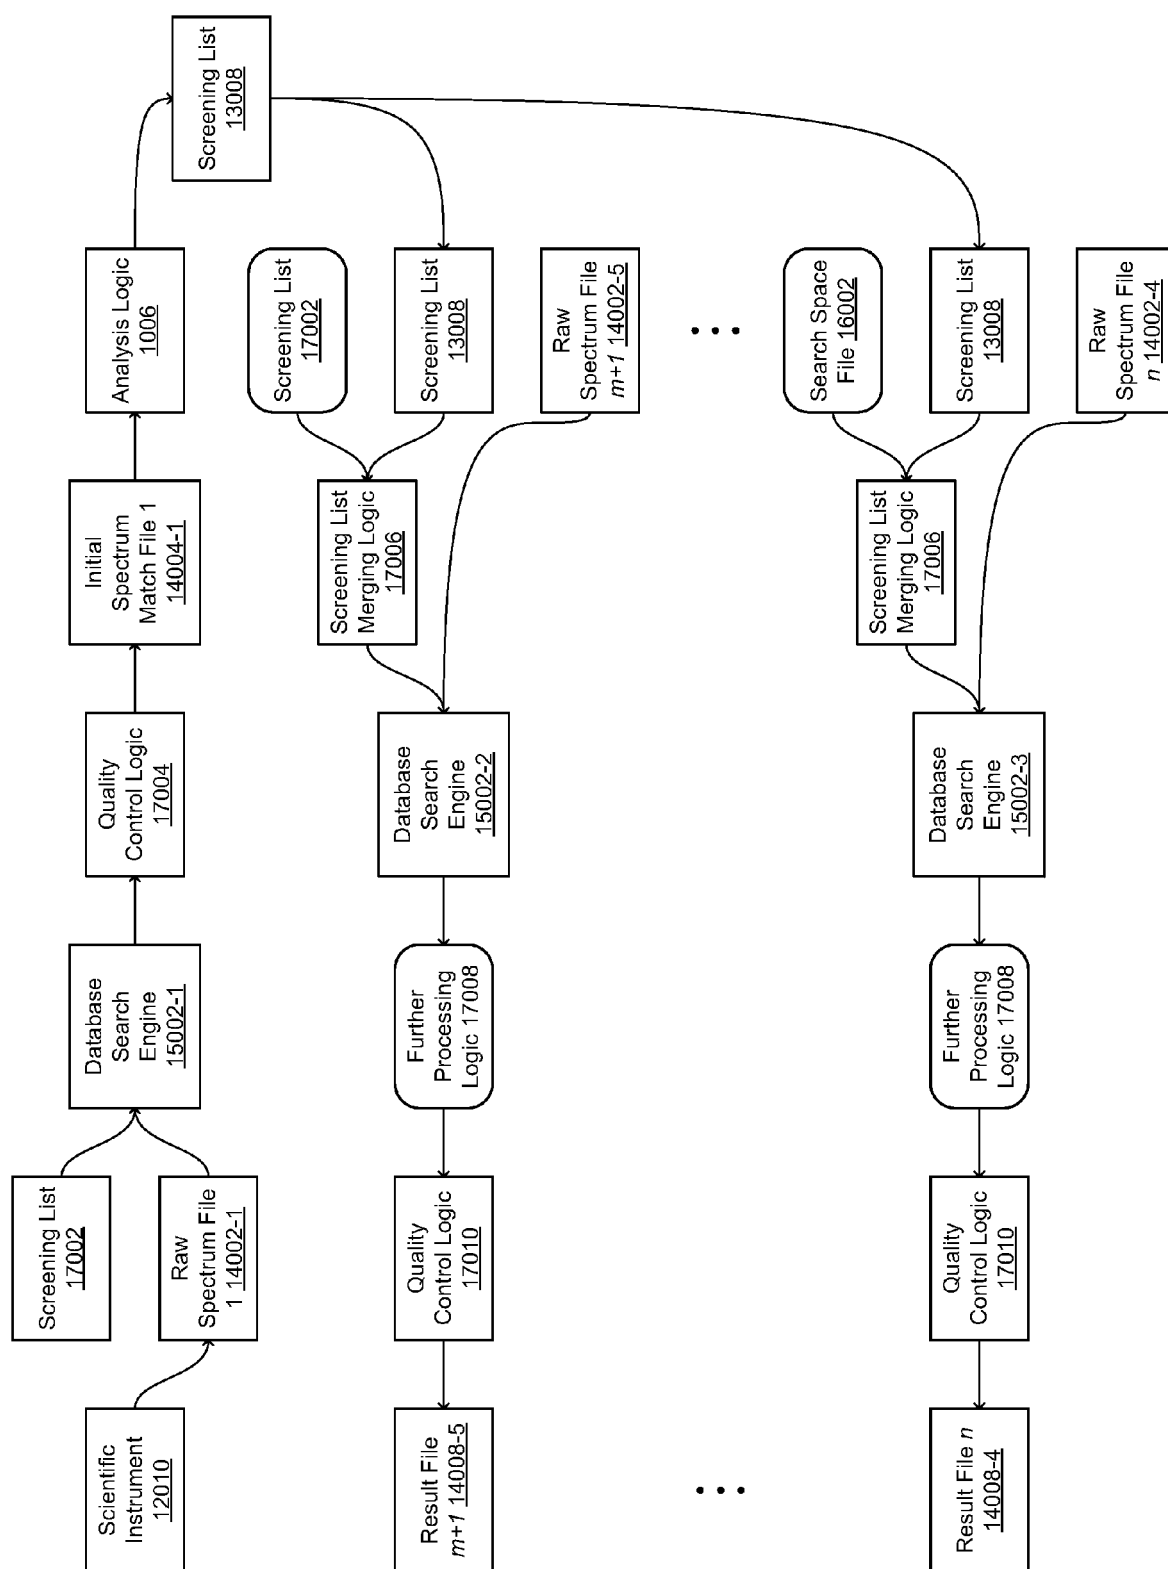 Scientific
Instrument
12010
Screening List
17002
Raw
Spectrum File
1 14002-1
Database
Search
Engine
15002-1
Quality
Control Logic
17004
Initial
Spectrum
Match File 1
14004-1
Analysis Logic
1006
Screening List
13008
Screening List
17002
Screening List
13008
Raw
Spectrum File
m+1 14002-5
Screening List
Merging Logic
17006
Database
Search
Engine
15002-2
Further
Processing
Logic 17008
Quality
Control Logic
17010
Result File
m+1 14008-5
Search Space
File 16002
Screening List
13008
Raw
Spectrum File
n 14002-4
Screening List
Merging Logic
17006
Database
Search
Engine
15002-3
Further
Processing
Logic 17008
Quality
Control Logic
17010
Result File n
14008-4